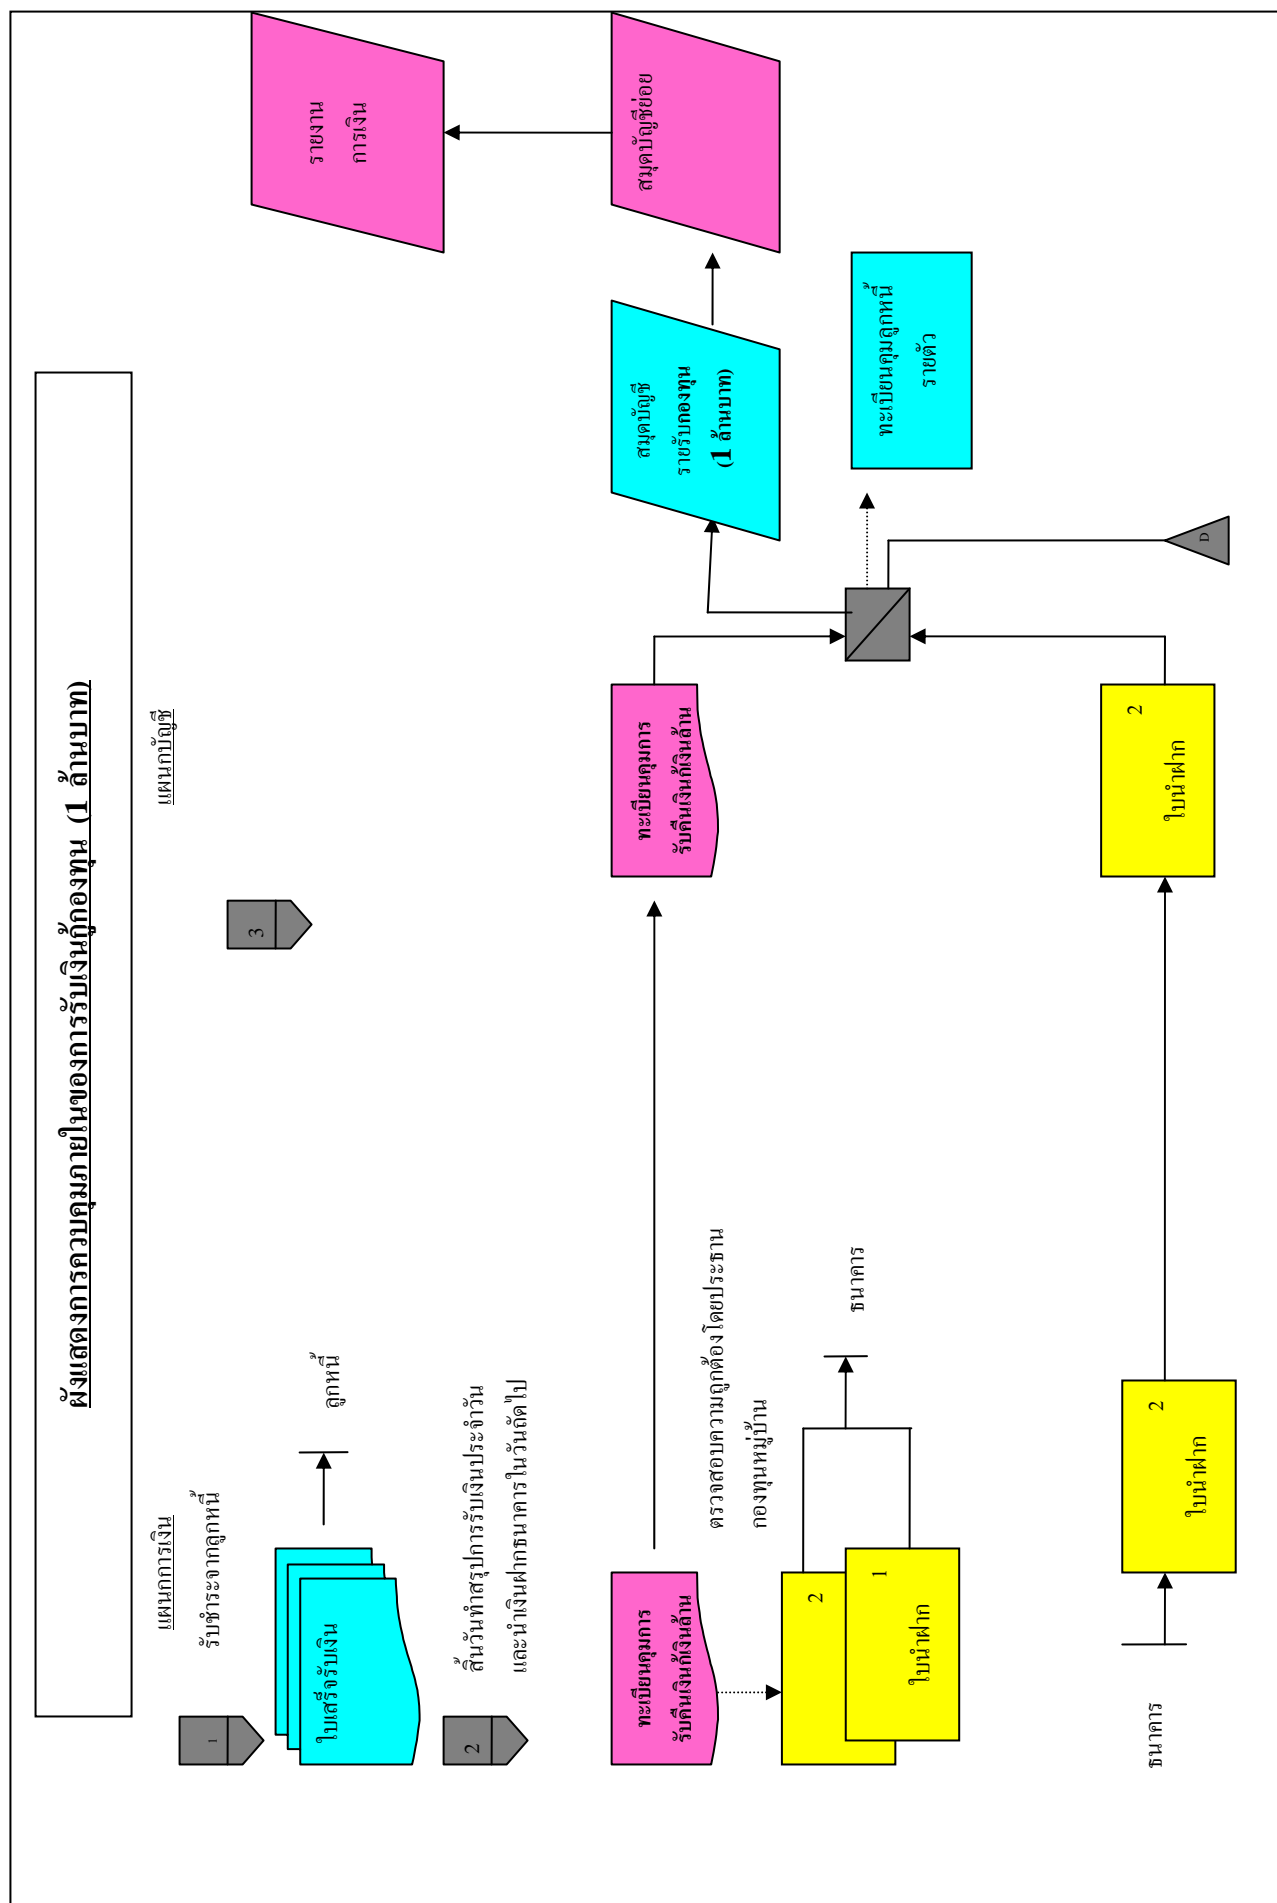 ผังแสดงการควบคุมภายในของการรับเงินกู้กองทุน (1 ล้านบาท)
แผนกการเงิน
รับชำระจากลูกหนี้
1
ใบเสร็จรับเงิน
ลูกหนี้
2
สิ้นวันทำสรุปการรับเงินประจำวัน
และนำเงินฝากธนาคารในวันถัดไป
ทะเบียนคุมการ
รับคืนเงินกู้เงินล้าน
ตรวจสอบความถูกต้องโดยประธาน
กองทุนหมู่บ้าน
2
1
ใบนำฝาก
ธนาคาร
ธนาคาร
2
ใบนำฝาก
แผนกบัญชี
3
ทะเบียนคุมการ
รับคืนเงินกู้เงินล้าน
2
ใบนำฝาก
D
สมุดบัญชี
รายรับกองทุน
(1 ล้านบาท)
ทะเบียนคุมลูกหนี้
รายตัว
สมุดบัญชีย่อย
รายงาน
การเงิน